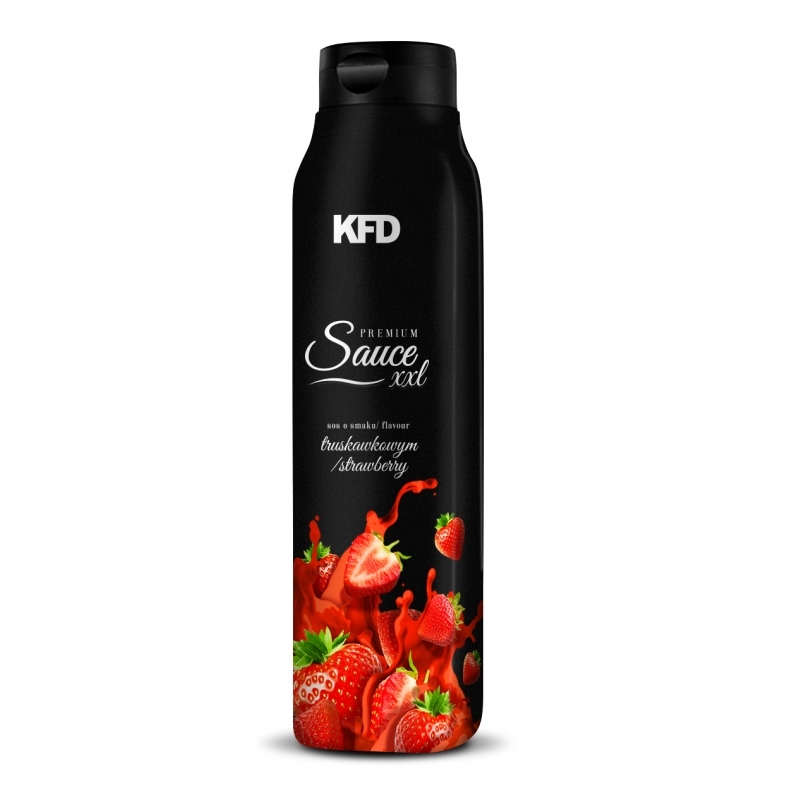 KFD
PREMIUM
Sauce
xxl
sos o smaku/ flavour
truskawkowym
/strawberry